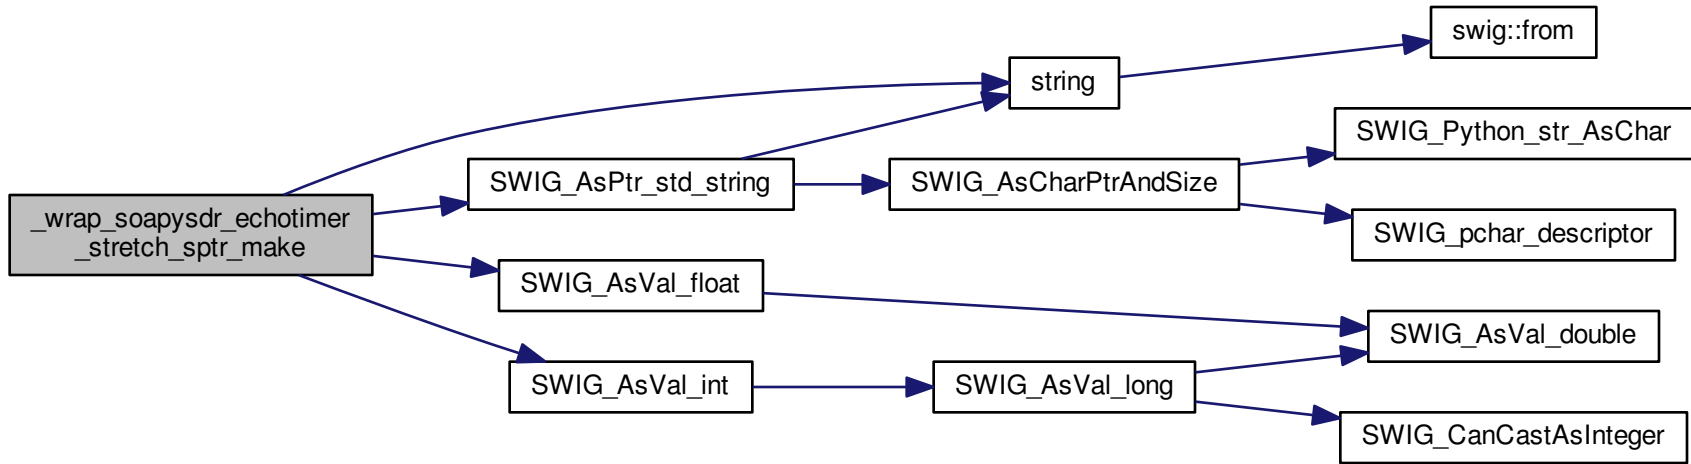 swig::from
string
SWIG_Python_str_AsChar
SWIG_AsPtr_std_string
SWIG_AsCharPtrAndSize
_wrap_soapysdr_echotimer
_stretch_sptr_make
SWIG_pchar_descriptor
SWIG_AsVal_float
SWIG_AsVal_double
SWIG_AsVal_int
SWIG_AsVal_long
SWIG_CanCastAsInteger